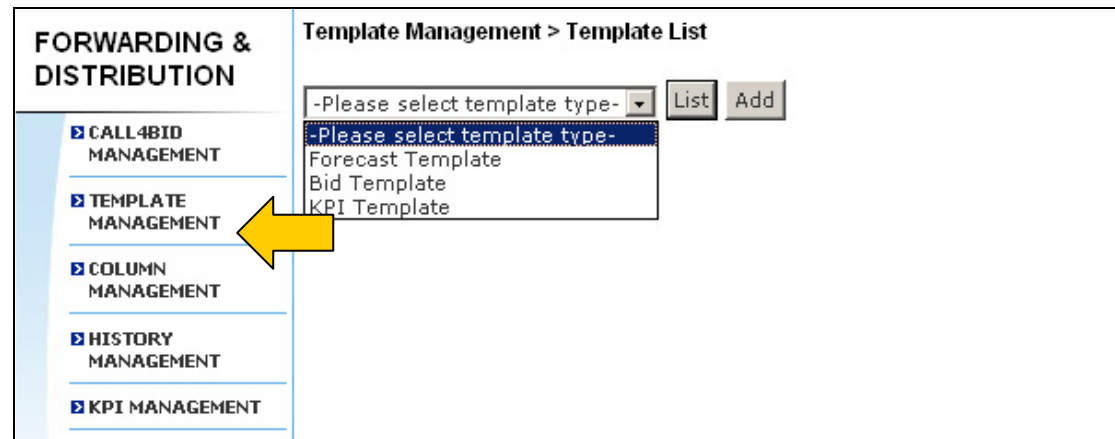 FORWARDING &
DISTRIBUTION
CALL4BID
MANAGEMENT
TEMPLATE
MANAGEMENT
COLUMN
MANAGEMENT
HISTORY
MANAGEMENT
KPI MANAGEMENT
Template Management > Template List
-Please select template type- List Add
-Please select template type-
Forecast Template
Bid Template
KPI Template